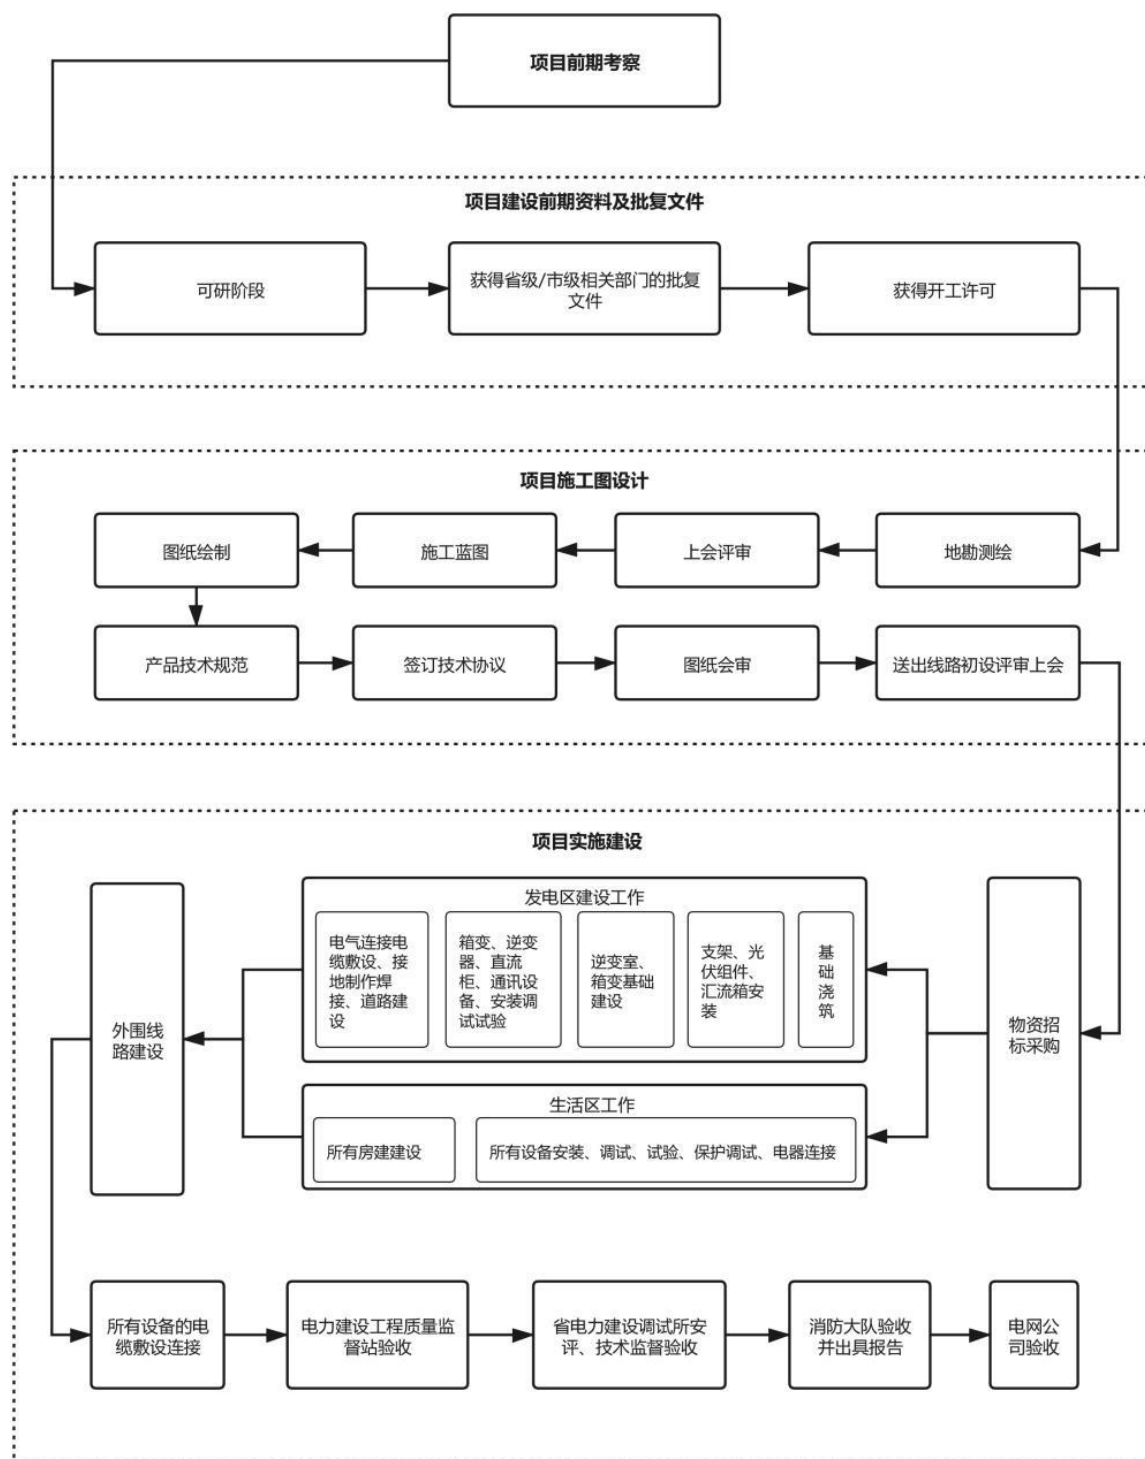 项目前期考察
项目建设前期资料及批复文件
可研阶段
获得省级/市级相关部门的批复
文件
获得开工许可
项目施工图设计
图纸绘制
施工蓝图
上会评审
地勘测绘
产品技术规范
签订技术协议
图纸会审
送出线路初设评审上会
项目实施建设
外围线
路建设
发电区建设工作
电气连接电
缆敷设、接
地制作焊
接、道路建
设
箱变、逆变
器、直流
柜、通讯设
备、安装调
试试验
逆变室、
箱变基础
建设
支架、光
伏组件、
汇流箱安
装
基
础
浇
筑
物资招
标采购
生活区工作
所有房建建设
所有设备安装、调试、试验、保护调试、电器连接
所有设备的电
缆敷设连接
电力建设工程质量监
督站验收
省电力建设调试所安
评、技术监督验收
消防大队验收
并出具报告
电网公
司验收